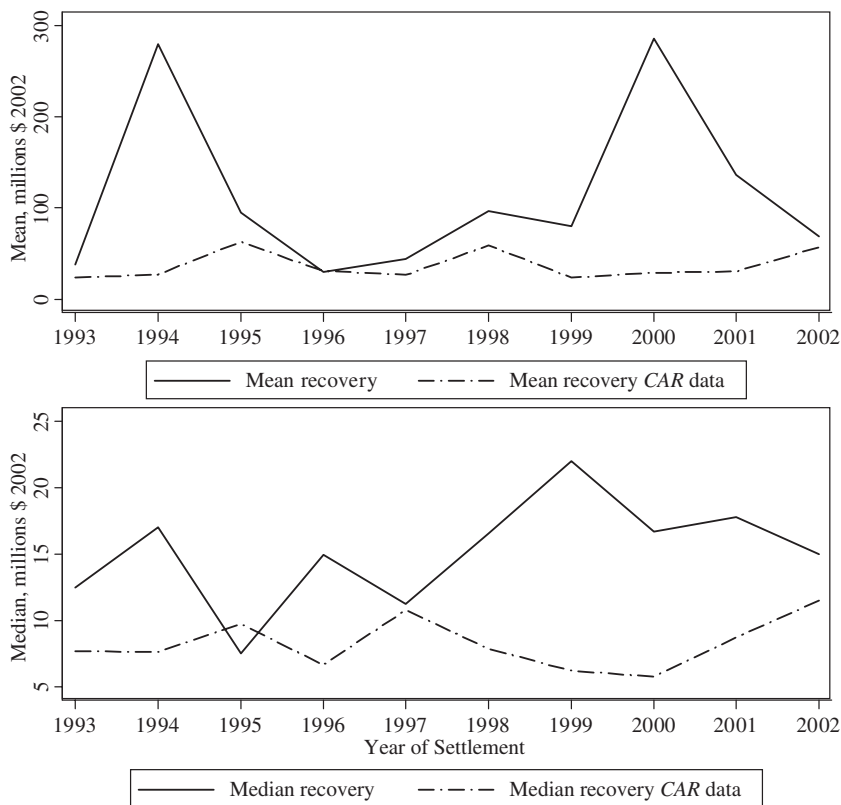 300
200
100
0
Mean, millions $ 2002
1993 1994 1995 1996 1997 1998 1999 2000 2001 2002
Mean recovery Mean recovery CAR data
25
20
15
10
5
Median, millions $ 2002
1993 1994 1995 1996 1997 1998 1999 2000 2001 2002
Year of Settlement
Median recovery Median recovery CAR data